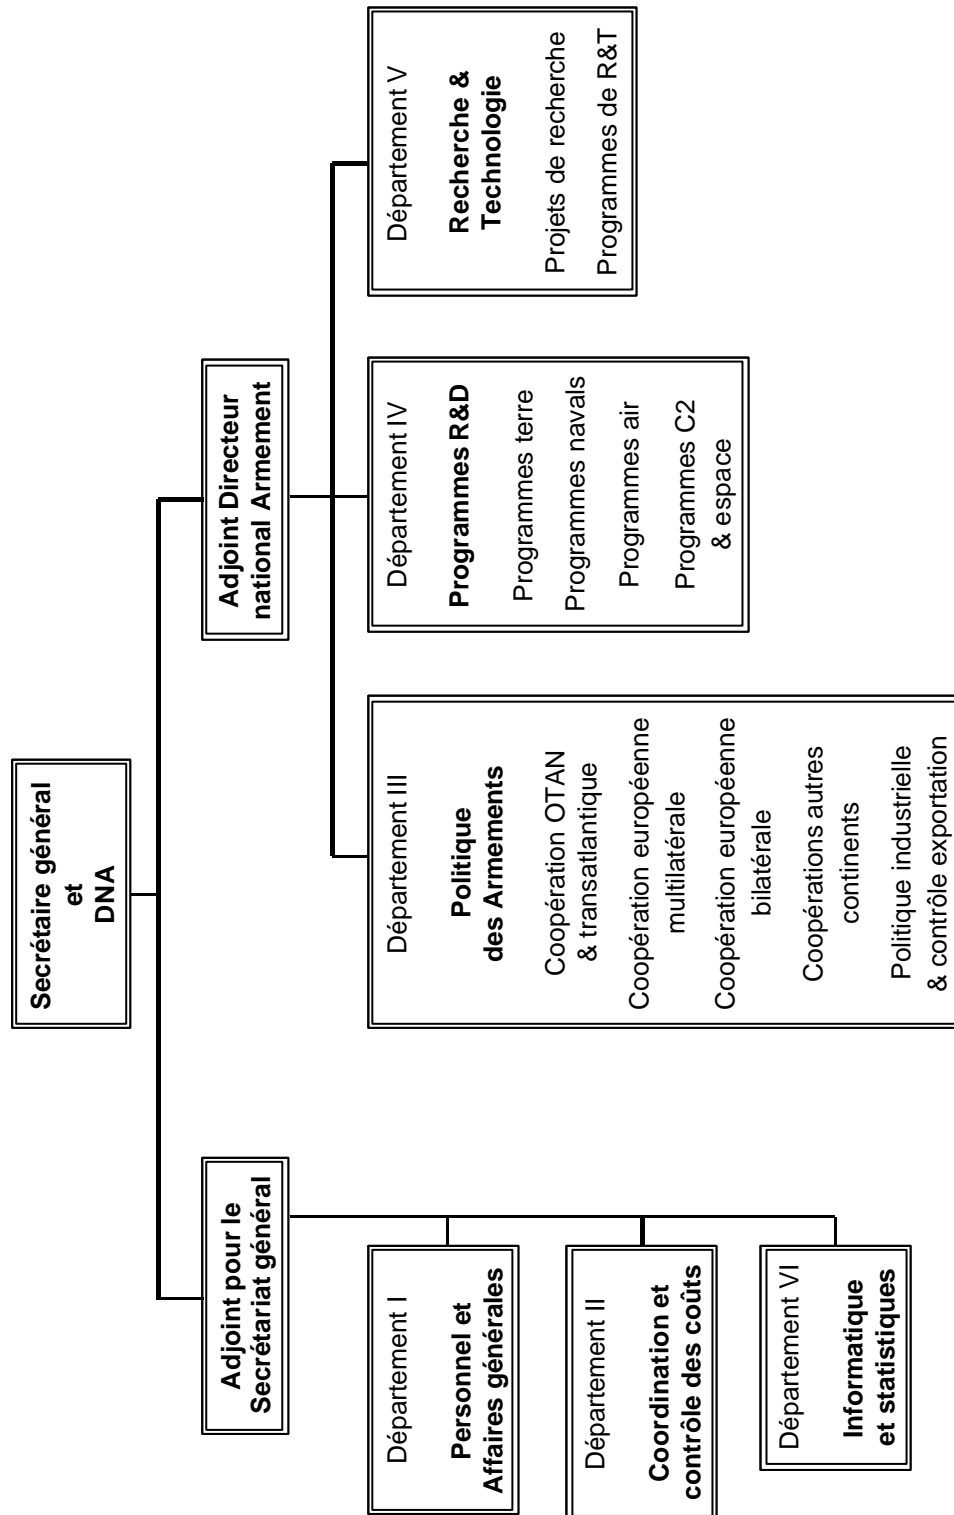 Secrétaire général
et
DNA
Adjoint pour le
Secrétariat général
Adjoint Directeur
national Armement
Département I
Personnel et
Affaires générales
Département II
Coordination et
contrôle des coûts
Département VI
Informatique
et statistiques
Département III
Politique
des Armements
Coopération OTAN
& transatlantique
Coopération européenne
multilatérale
Coopération européenne
bilatérale
Coopérations autres
continents
Politique industrielle
& contrôle exportation
Département IV
Programmes R&D
Programmes terre
Programmes navals
Programmes air
Programmes C2
& espace
Département V
Recherche &
Technologie
Projets de recherche
Programmes de R&T